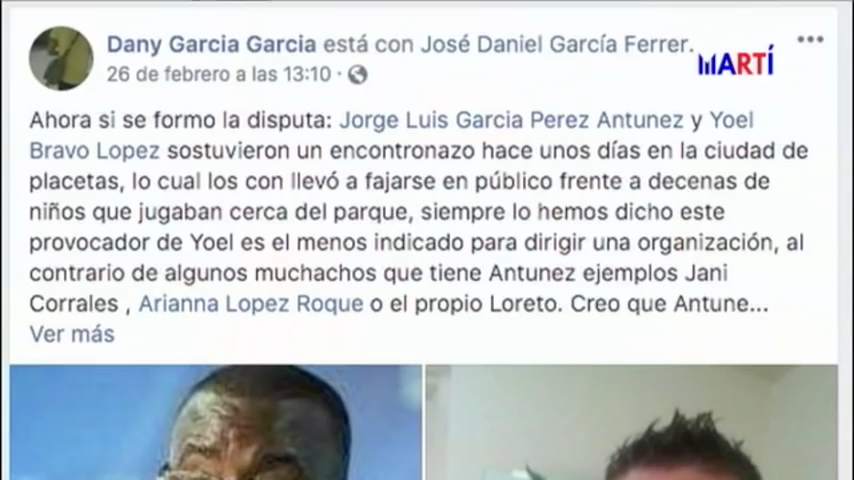 Dany Garcia Garcia está con José Daniel García Ferrer.
MARTÍ
26 de febrero a las 13:10 ·
Ahora si se formo la disputa: Jorge Luis Garcia Perez Antunez y Yoel
Bravo Lopez sostuvieron un encontronazo hace unos días en la ciudad de
placetas, lo cual los con llevó a fajarse en público frente a decenas de
niños que jugaban cerca del parque, siempre lo hemos dicho este
provocador de Yoel es el menos indicado para dirigir una organización, al
contrario de algunos muchachos que tiene Antunez ejemplos Jani
Corrales , Arianna Lopez Roque o el propio Loreto. Creo que Antune...
Ver más